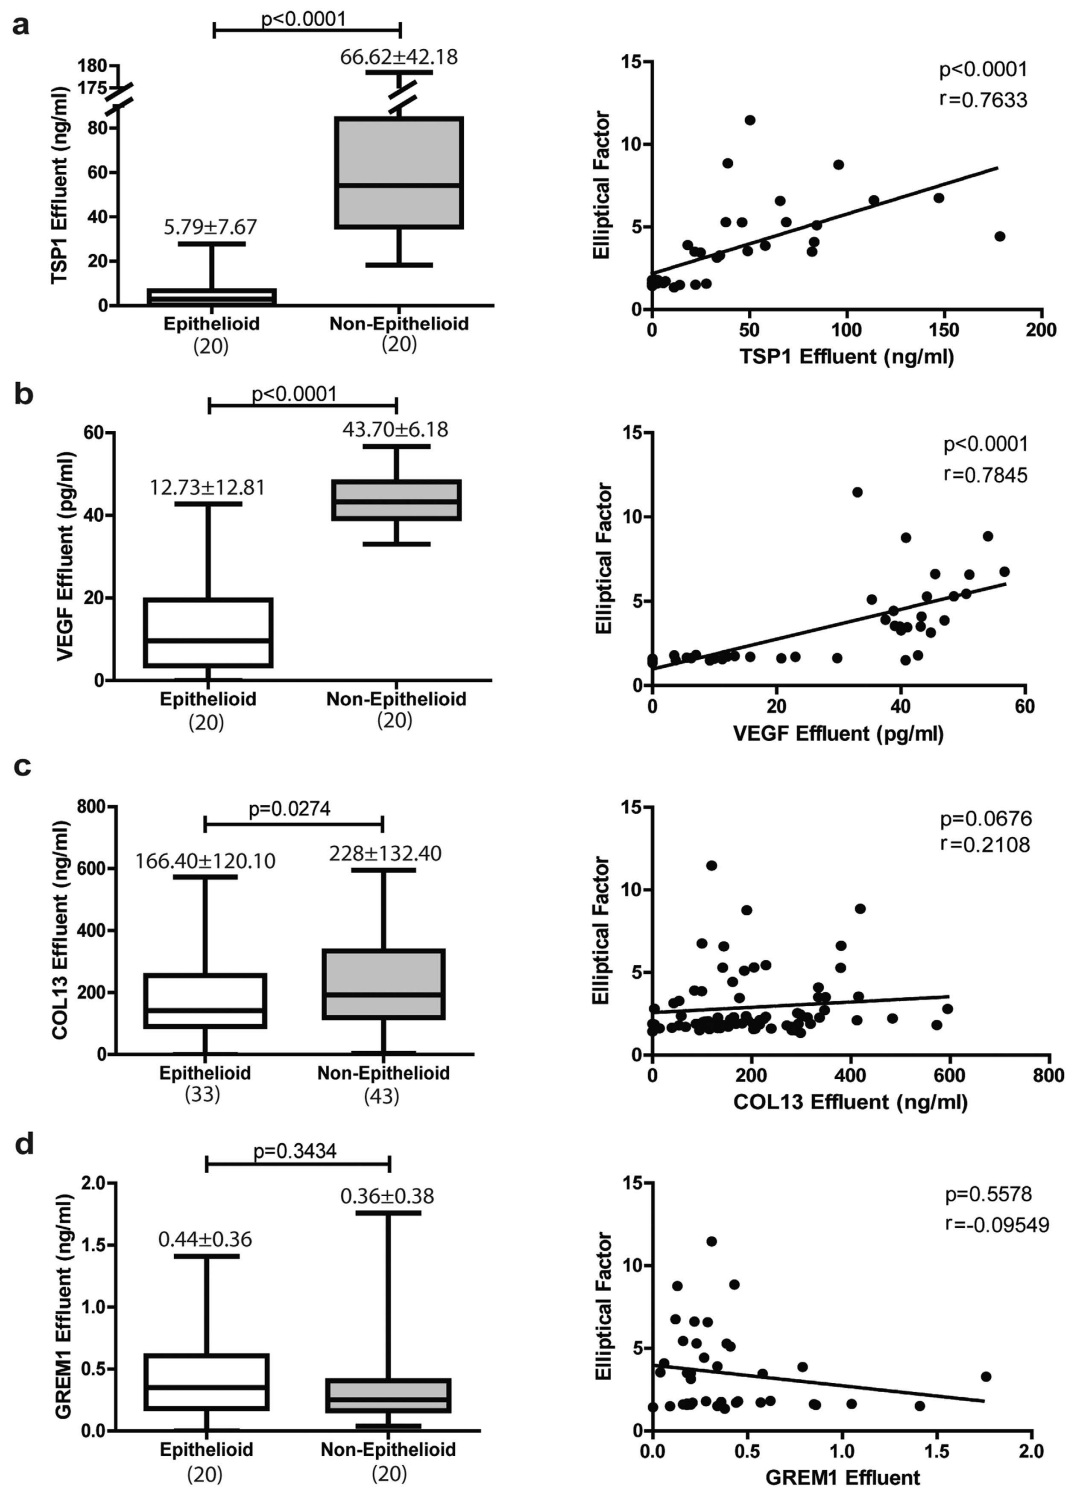 a
p<0.0001
66.62±42.18
180
175
80
60
40
20
0
TSP1 Effluent (ng/ml)
5.79±7.67
Epithelioid
(20)
Non-Epithelioid
(20)
15
10
5
0
Elliptical Factor
p<0.0001
r=0.7633
0
50
100
150
200
TSP1 Effluent (ng/ml)
b
p<0.0001
43.70±6.18
12.73±12.81
60
40
20
0
VEGF Effluent (pg/ml)
Epithelioid
(20)
Non-Epithelioid
(20)
15
10
5
0
Elliptical Factor
p<0.0001
r=0.7845
0
20
40
60
VEGF Effluent (pg/ml)
c
p=0.0274
166.40±120.10
228±132.40
800
600
400
200
0
COL13 Effluent (ng/ml)
Epithelioid
(33)
Non-Epithelioid
(43)
15
10
5
0
Elliptical Factor
p=0.0676
r=0.2108
0
200
400
600
800
COL13 Effluent (ng/ml)
d
p=0.3434
0.36±0.38
0.44±0.36
2.0
1.5
1.0
0.5
0.0
GREM1 Effluent (ng/ml)
Epithelioid
(20)
Non-Epithelioid
(20)
15
10
5
0
Elliptical Factor
p=0.5578
r=-0.09549
0.0
0.5
1.0
1.5
2.0
GREM1 Effluent